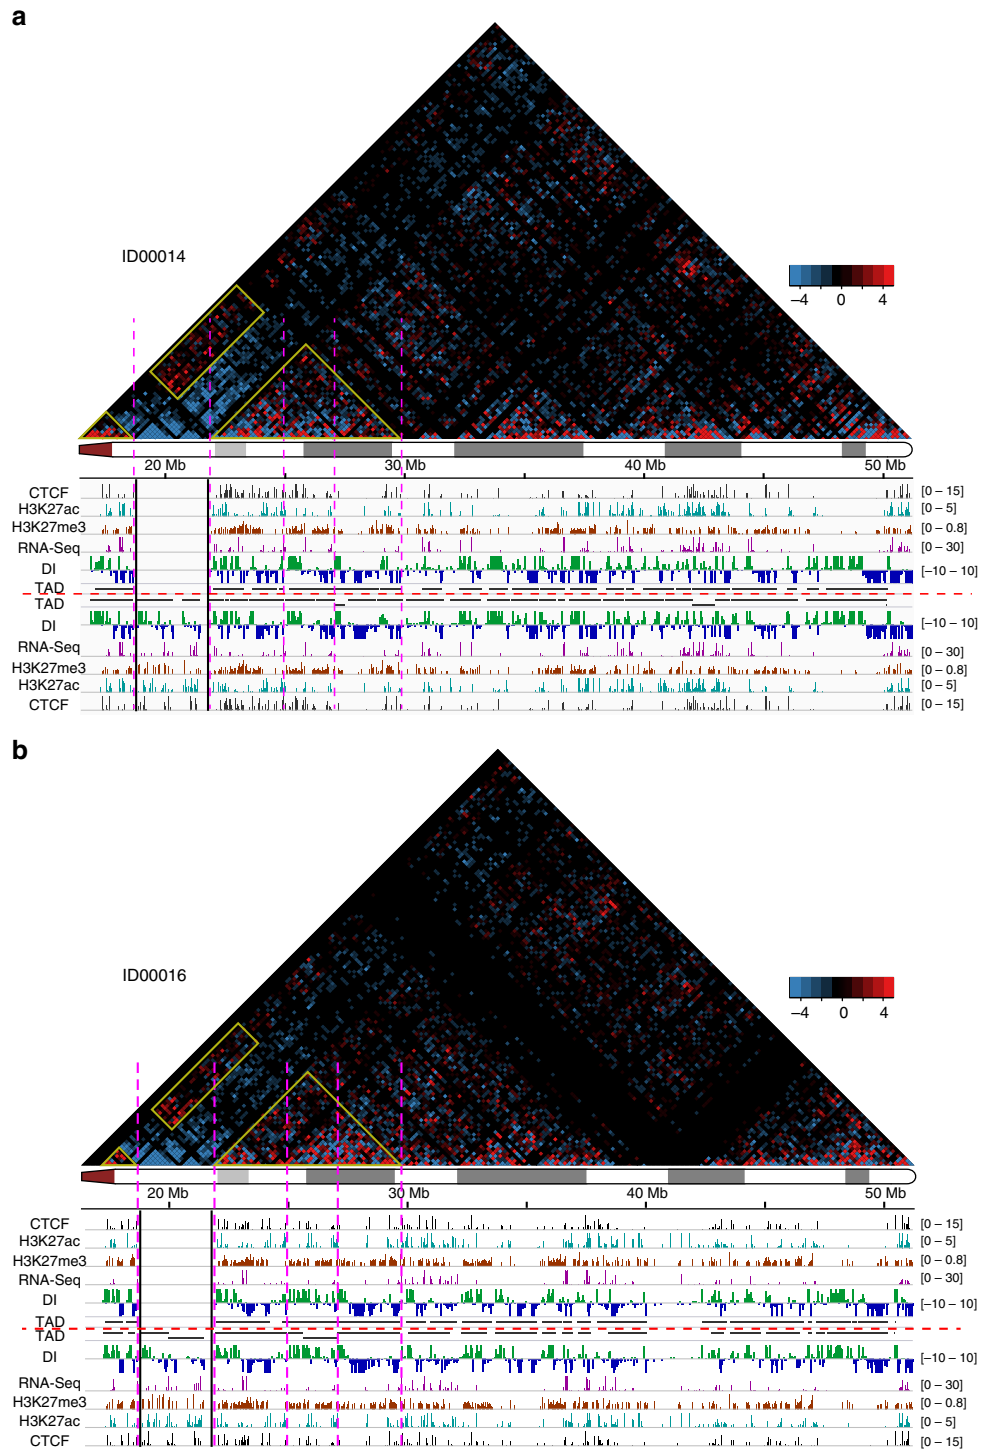 a
ID00014
−4 0 4
20 Mb 30 Mb 40 Mb 50 Mb
CTCF [0 – 15]
H3K27ac [0 – 5]
H3K27me3 [0 – 0.8]
RNA-Seq [0 – 30]
DI [−10 – 10]
TAD
TAD
DI [−10 – 10]
RNA-Seq [0 – 30]
H3K27me3 [0 – 0.8]
H3K27ac [0 – 5]
CTCF [0 – 15]
b
ID00016
−4 0 4
20 Mb 30 Mb 40 Mb 50 Mb
CTCF [0 – 15]
H3K27ac [0 – 5]
H3K27me3 [0 – 0.8]
RNA-Seq [0 – 30]
DI [−10 – 10]
TAD
TAD
DI [−10 – 10]
RNA-Seq [0 – 30]
H3K27me3 [0 – 0.8]
H3K27ac [0 – 5]
CTCF [0 – 15]